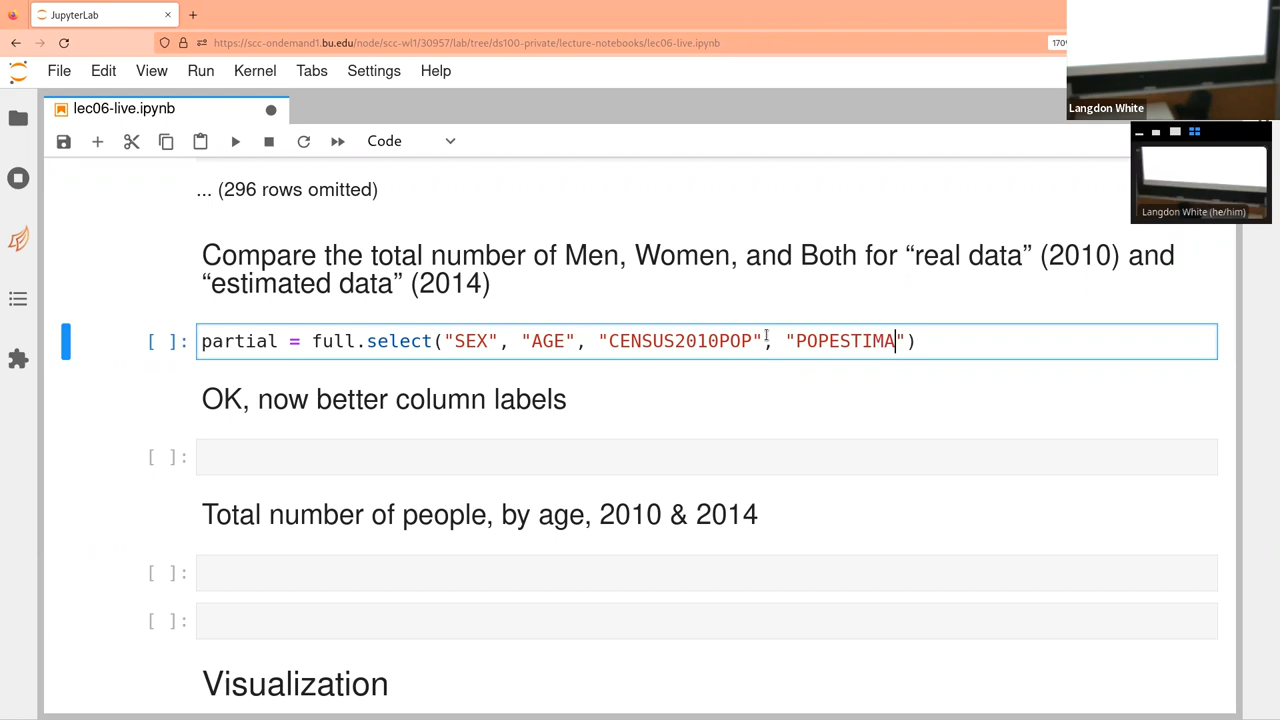 JupyterLab
https://scc-ondemand1.bu.edu/node/scc-wl1/30957/lab/tree/ds100-private/lecture-notebooks/lec06-live.ipynb
170%
File Edit View Run Kernel Tabs Settings Help
Langdon White
lec06-live.ipynb
Code
Langdon White (he/him)
... (296 rows omitted)
Compare the total number of Men, Women, and Both for “real data” (2010) and
“estimated data” (2014)
[ ]: partial = full.select("SEX", "AGE", "CENSUS2010POP", "POPESTIMA")
OK, now better column labels
[ ]:
Total number of people, by age, 2010 & 2014
[ ]:
[ ]:
Visualization